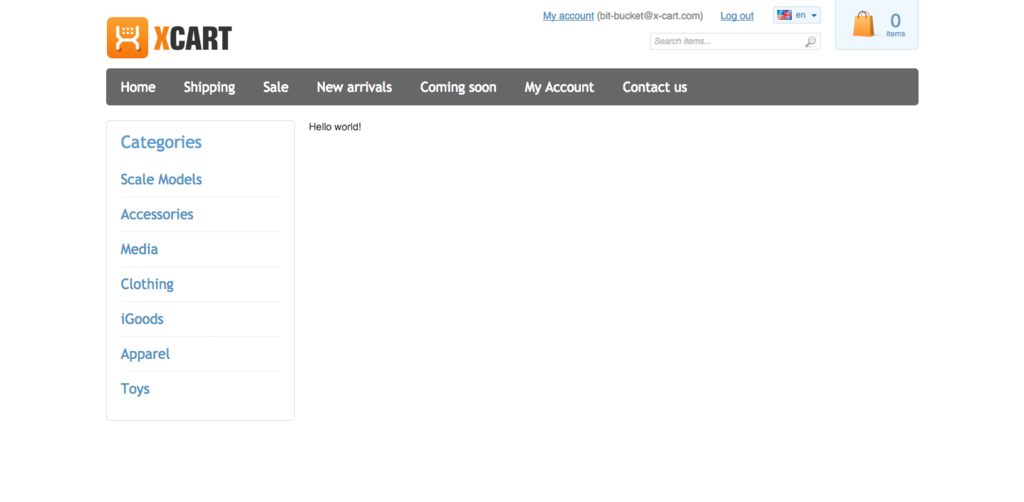 XCART
My account (bit-bucket@x-cart.com) Log out en
Search items...
0
items
Home Shipping Sale New arrivals Coming soon My Account Contact us
Categories
Scale Models
Accessories
Media
Clothing
iGoods
Apparel
Toys
Hello world!